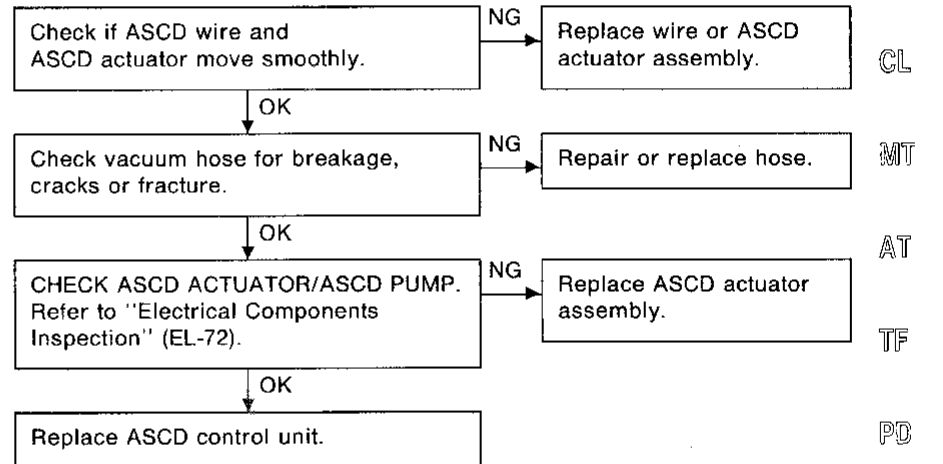 Check if ASCD wire and
ASCD actuator move smoothly.
NG
Replace wire or ASCD
actuator assembly.
CL
OK
Check vacuum hose for breakage,
cracks or fracture.
NG
Repair or replace hose.
MT
OK
AT
CHECK ASCD ACTUATOR/ASCD PUMP.
Refer to "Electrical Components
Inspection" (EL-72).
NG
Replace ASCD actuator
assembly.
TF
OK
Replace ASCD control unit.
PD